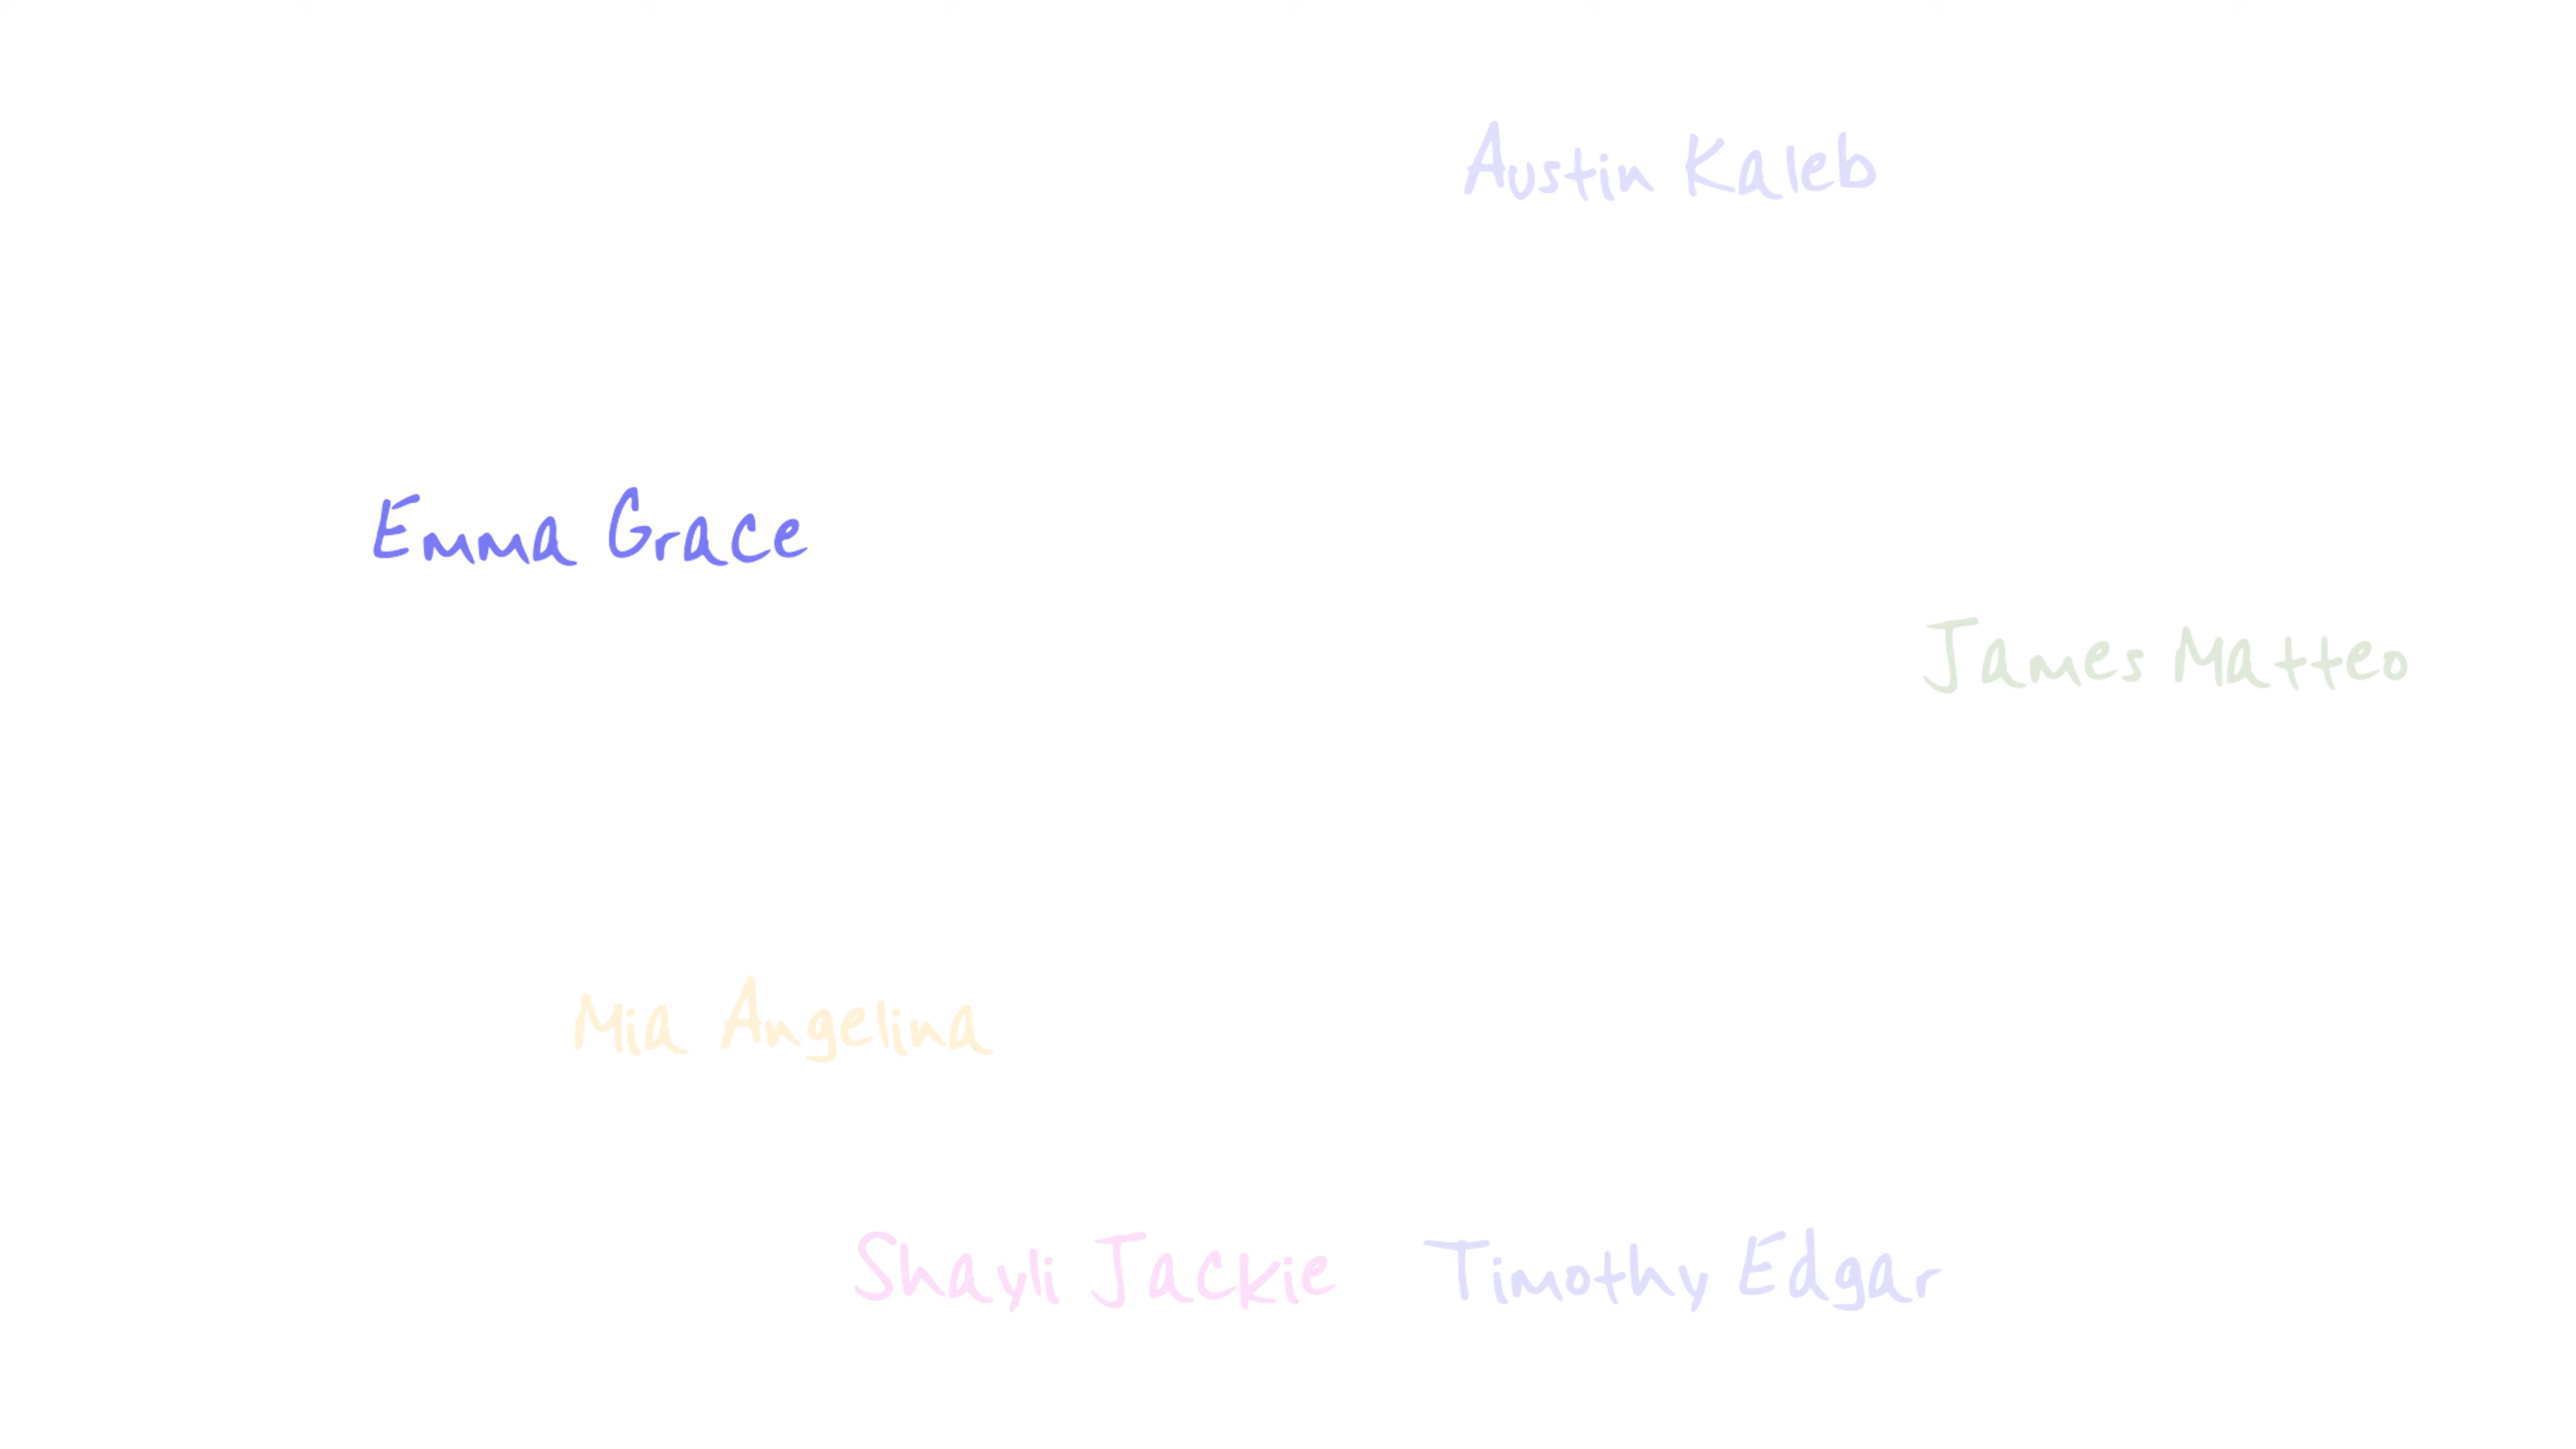 Austin Kaleb
Emma Grace
James Matteo
Mia Angelina
Shayli Jackie
Timothy Edgar